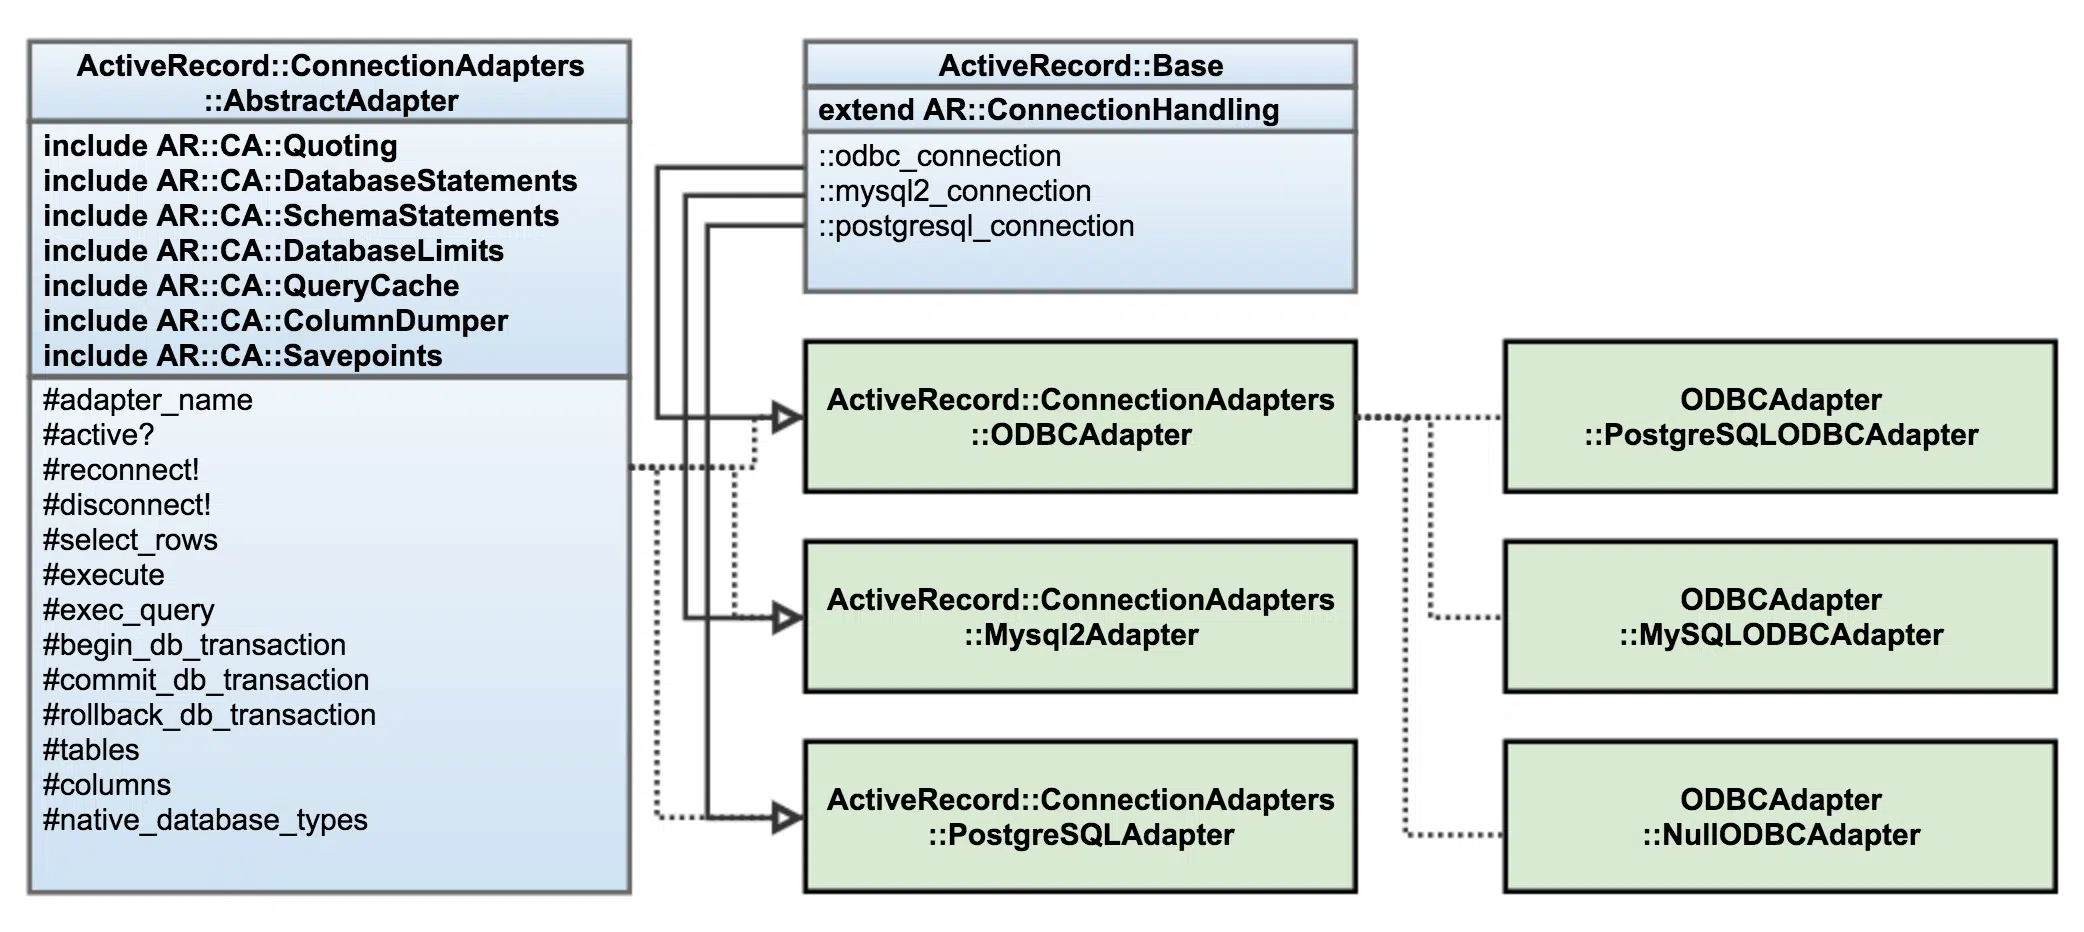 ActiveRecord::ConnectionAdapters
::AbstractAdapter
include AR::CA::Quoting
include AR::CA::DatabaseStatements
include AR::CA::SchemaStatements
include AR::CA::DatabaseLimits
include AR::CA::QueryCache
include AR::CA::ColumnDumper
include AR::CA::Savepoints
#adapter_name
#active?
#reconnect!
#disconnect!
#select_rows
#execute
#exec_query
#begin_db_transaction
#commit_db_transaction
#rollback_db_transaction
#tables
#columns
#native_database_types
ActiveRecord::Base
extend AR::ConnectionHandling
::odbc_connection
::mysql2_connection
::postgresql_connection
ActiveRecord::ConnectionAdapters
::ODBCAdapter
ActiveRecord::ConnectionAdapters
::Mysql2Adapter
ActiveRecord::ConnectionAdapters
::PostgreSQLAdapter
ODBCAdapter
::PostgreSQLODBCAdapter
ODBCAdapter
::MySQLODBCAdapter
ODBCAdapter
::NullODBCAdapter